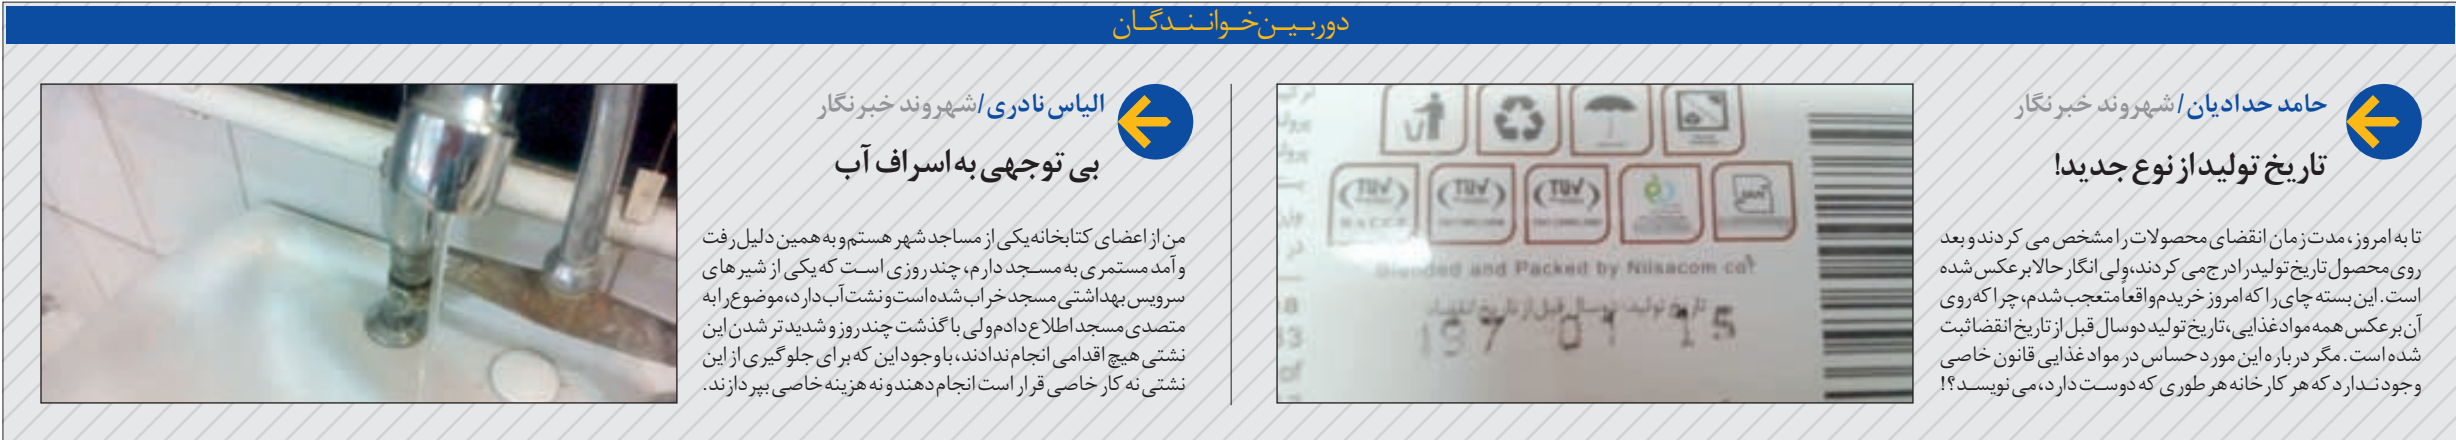 دوربین خوانندگان
حامد حدادیان/شهروند خبرنگار
تاریخ تولید از نوع جدید!
تا به امروز، مدت زمان انقضای محصولات را مشخص می کردند و بعد
روی محصول تاریخ تولید را درج می کردند، ولی انگار حالا برعکس شده
است. این بسته چای را که امروز خریدم واقعاً متعجب شدم، چرا که روی
آن برعکس همه مواد غذایی، تاریخ تولید دو سال قبل از تاریخ انقضا ثبت
شده است. مگر درباره این مورد حساس در مواد غذایی قانون خاصی
وجود ندارد که هر کارخانه هر طوری که دوست دارد، می نویسد؟!
TÜV
TÜV
TÜV
HACCP
Blended and Packed by Nilsacom co.
تاریخ تولید: دو سال قبل از تاریخ انقضاء
197 01 15
الیاس نادری/شهروند خبرنگار
بی توجهی به اسراف آب
من از اعضای کتابخانه یکی از مساجد شهر هستم و به همین دلیل رفت
و آمد مستمری به مسجد دارم، چند روزی است که یکی از شیرهای
سرویس بهداشتی مسجد خراب شده است و نشت آب دارد، موضوع را به
متصدی مسجد اطلاع دادم ولی با گذشت چند روز و شدیدتر شدن این
نشتی هیچ اقدامی انجام ندادند، با وجود این که برای جلوگیری از این
نشتی نه کار خاصی قرار است انجام دهند و نه هزینه خاصی بپردازند.